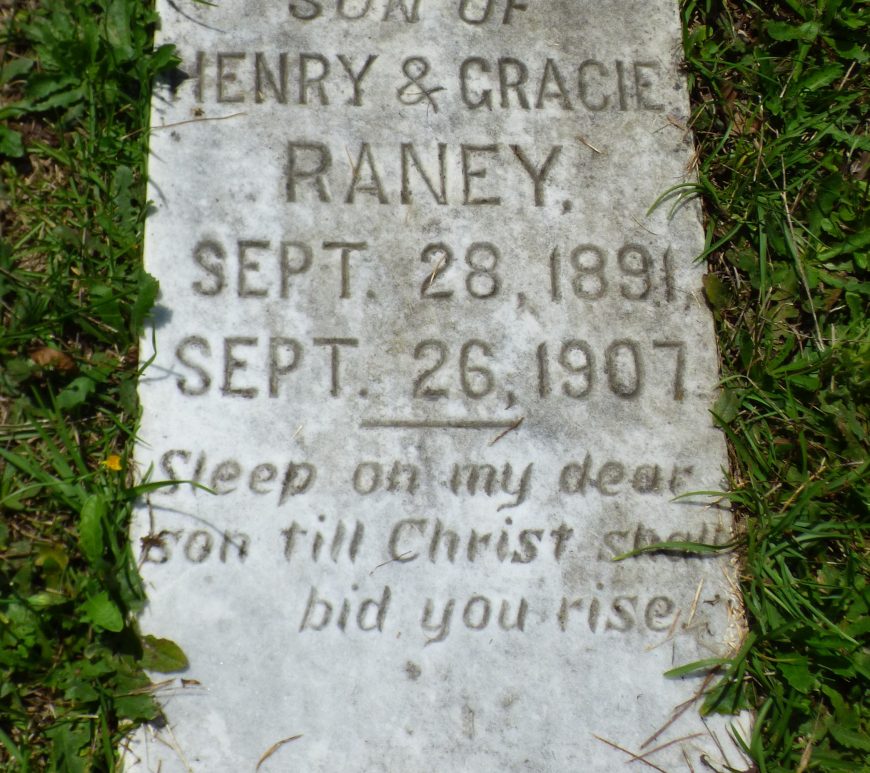 SON OF
HENRY & GRACIE
RANEY,
SEPT. 28, 1891,
SEPT. 26, 1907.
Sleep on my dear
son till Christ shall
bid you rise.